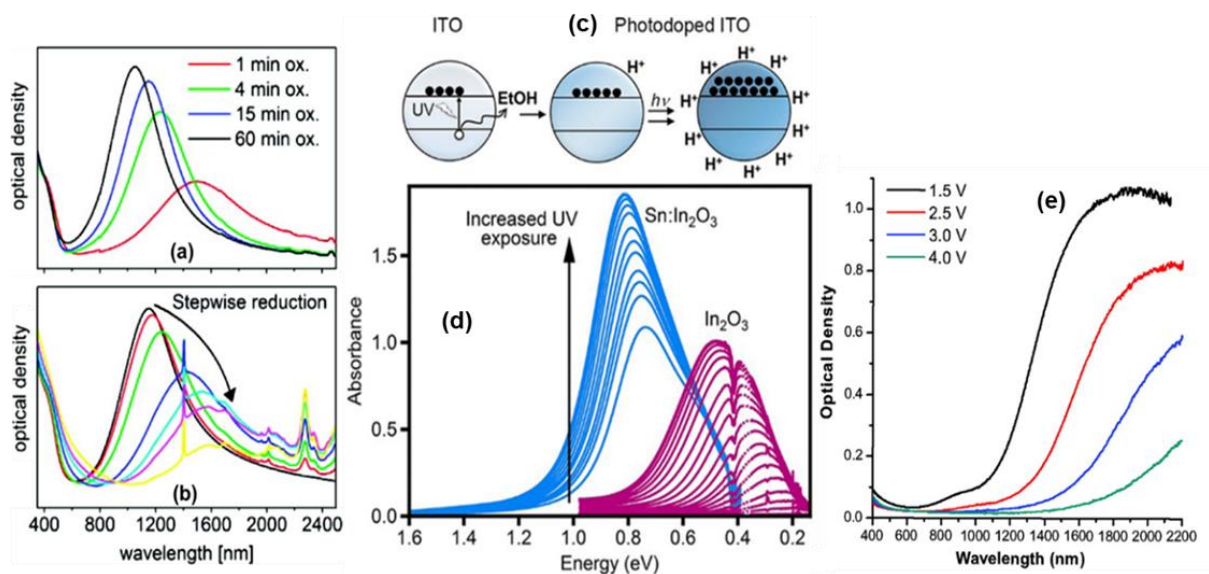 optical density
1 min ox.
4 min ox.
15 min ox.
60 min ox.
(a)
optical density
Stepwise reduction
(b)
400 800 1200 1600 2000 2400
wavelength [nm]
ITO
(c)
Photodoped ITO
UV
EtOH
H+
hν
H+
H+
H+
H+
H+
H+
H+
H+
H+
H+
Absorbance
1.5
1.0
0.5
0.0
Increased UV
exposure
Sn:In2O3
(d)
In2O3
1.6 1.4 1.2 1.0 0.8 0.6 0.4 0.2
Energy (eV)
Optical Density
1.0
0.8
0.6
0.4
0.2
0.0
1.5 V
2.5 V
3.0 V
4.0 V
(e)
400 600 800 1000 1200 1400 1600 1800 2000 2200
Wavelength (nm)